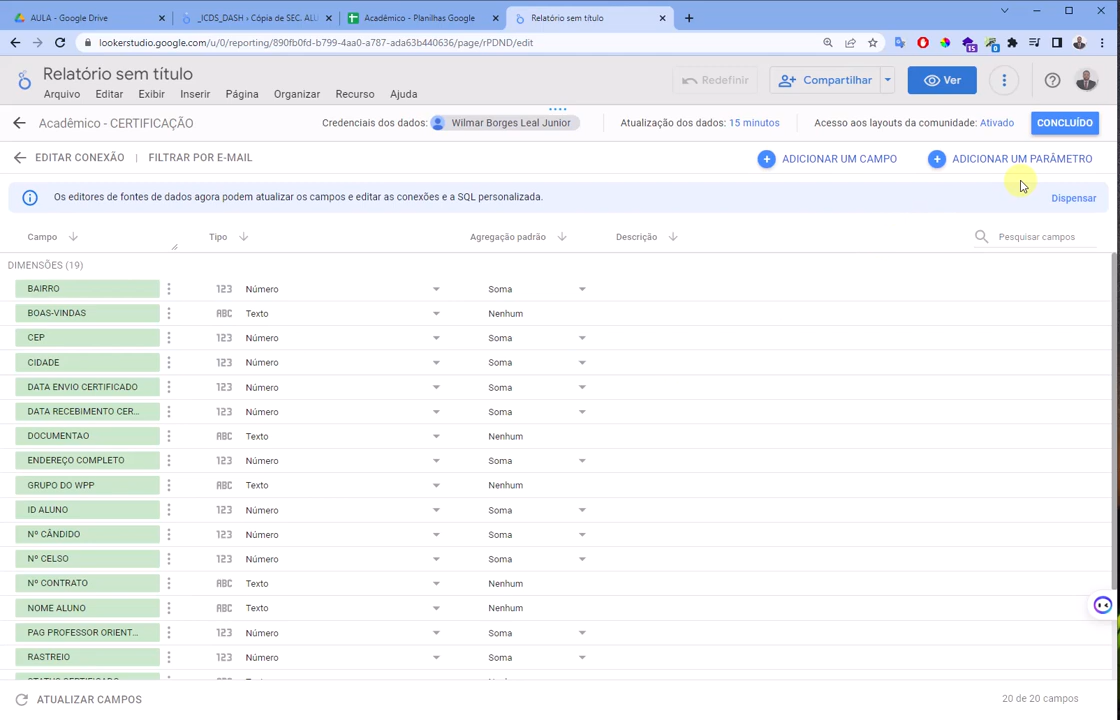 AULA - Google Drive
_ICDS_DASH › Cópia de SEC. ALU
Acadêmico - Planilhas Google
Relatório sem título
lookerstudio.google.com/u/0/reporting/890fb0fd-b799-4aa0-a787-ada63b440636/page/rPDND/edit
15
0
Relatório sem título
Arquivo Editar Exibir Inserir Página Organizar Recurso Ajuda
Redefinir
Compartilhar
Ver
Acadêmico - CERTIFICAÇÃO
Credenciais dos dados: Wilmar Borges Leal Junior
Atualização dos dados: 15 minutos
Acesso aos layouts da comunidade: Ativado
CONCLUÍDO
EDITAR CONEXÃO | FILTRAR POR E-MAIL
ADICIONAR UM CAMPO
ADICIONAR UM PARÂMETRO
Os editores de fontes de dados agora podem atualizar os campos e editar as conexões e a SQL personalizada.
Dispensar
Campo Tipo Agregação padrão Descrição Pesquisar campos
DIMENSÕES (19)
BAIRRO 123 Número Soma
BOAS-VINDAS ABC Texto Nenhum
CEP 123 Número Soma
CIDADE 123 Número Soma
DATA ENVIO CERTIFICADO 123 Número Soma
DATA RECEBIMENTO CER... 123 Número Soma
DOCUMENTAO ABC Texto Nenhum
ENDEREÇO COMPLETO 123 Número Soma
GRUPO DO WPP ABC Texto Nenhum
ID ALUNO 123 Número Soma
Nº CÂNDIDO 123 Número Soma
Nº CELSO 123 Número Soma
Nº CONTRATO ABC Texto Nenhum
NOME ALUNO ABC Texto Nenhum
PAG PROFESSOR ORIENT... 123 Número Soma
RASTREIO 123 Número Soma
ATUALIZAR CAMPOS
20 de 20 campos